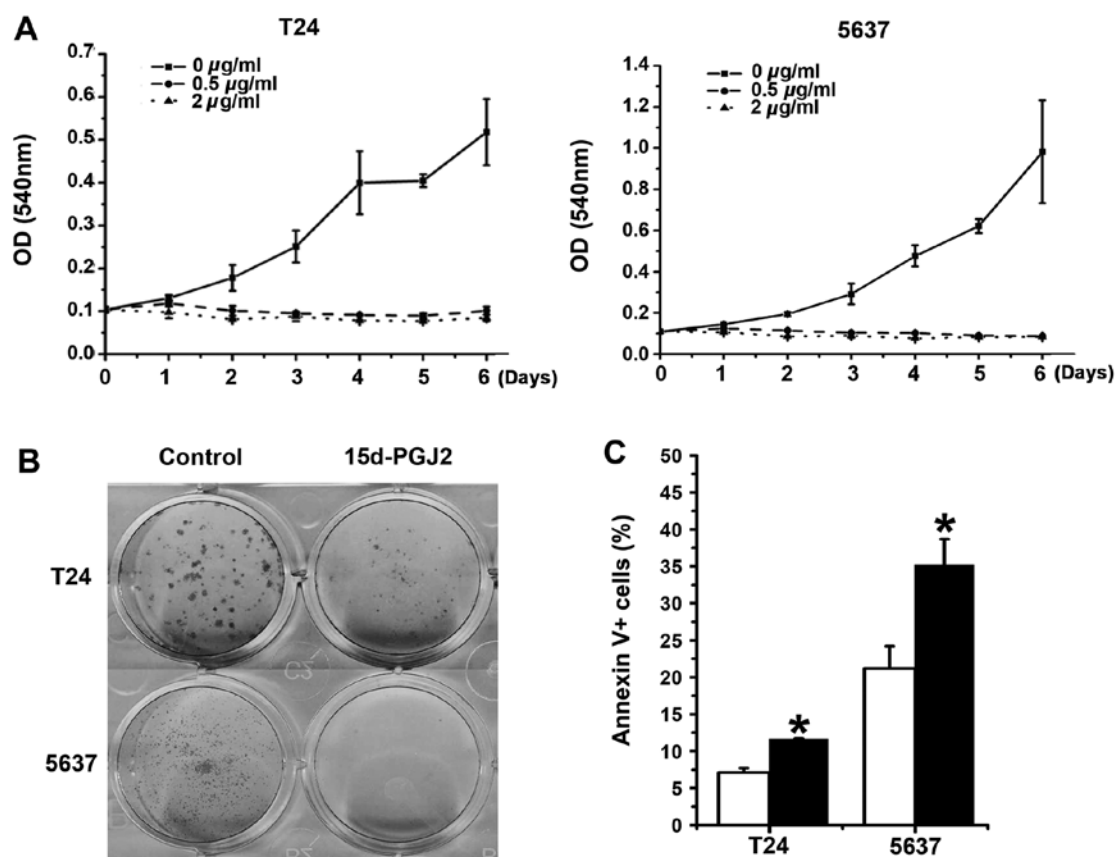 A
T24
5637
0.7
0.6
0.5
0.4
0.3
0.2
0.1
0.0
OD (540nm)
0 µg/ml
0.5 µg/ml
2 µg/ml
0 1 2 3 4 5 6 (Days)
1.4
1.2
1.0
0.8
0.6
0.4
0.2
0.0
OD (540nm)
0 µg/ml
0.5 µg/ml
2 µg/ml
0 1 2 3 4 5 6 (Days)
B
Control 15d-PGJ2
T24
5637
C
50
45
40
35
30
25
20
15
10
5
0
Annexin V+ cells (%)
*
*
T24 5637